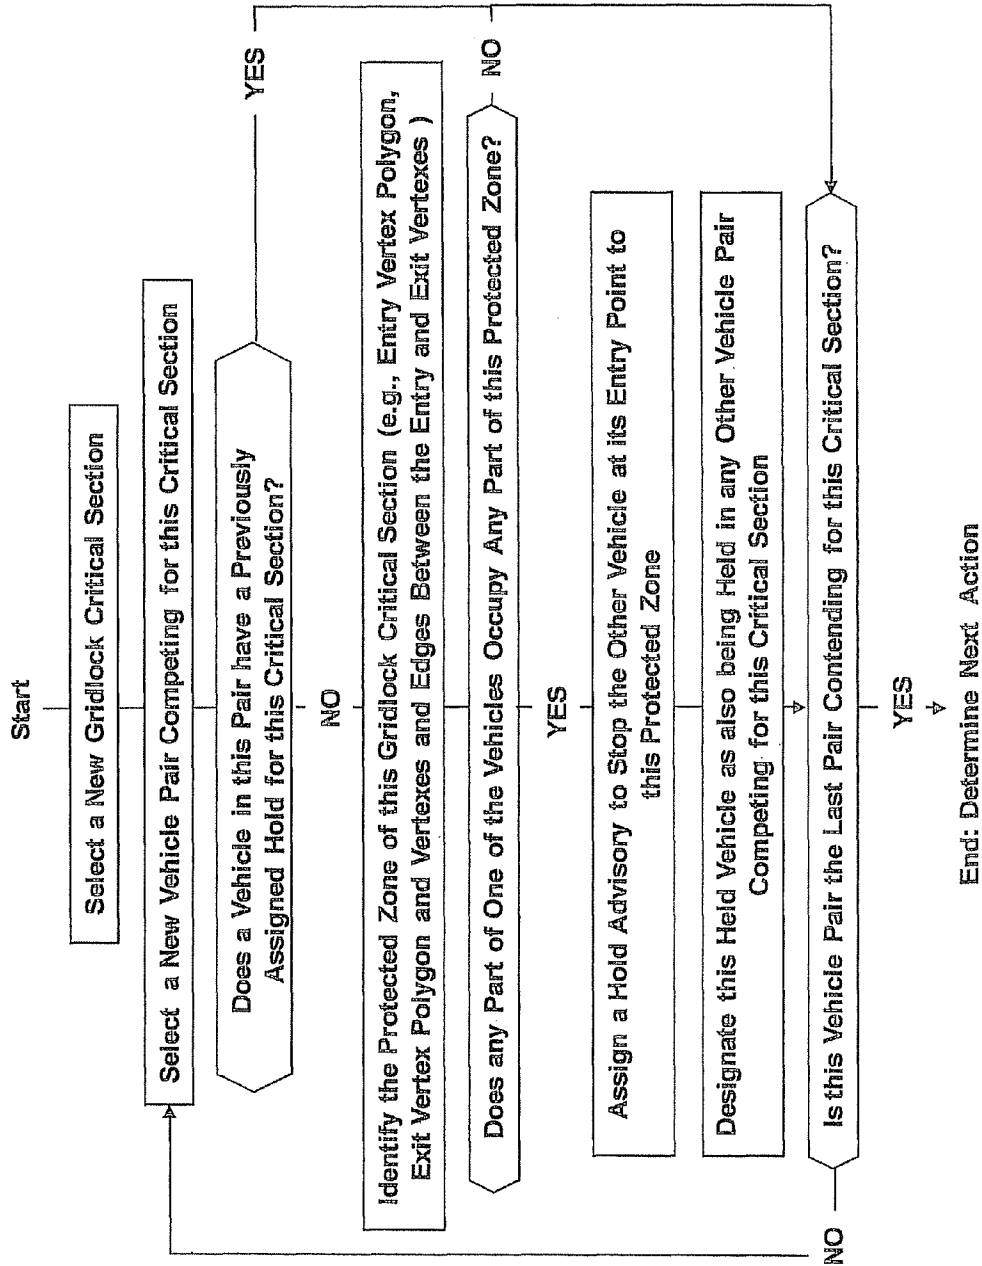 Start
Select a New Gridlock Critical Section
Select a New Vehicle Pair Competing for this Critical Section
Does a Vehicle in this Pair have a Previously
Assigned Hold for this Critical Section?
YES
NO
Identify the Protected Zone of this Gridlock Critical Section (e.g., Entry Vertex Polygon,
Exit Vertex Polygon and Vertexes and Edges Between the Entry and Exit Vertexes )
Does any Part of One of the Vehicles Occupy Any Part of this Protected Zone?
NO
YES
Assign a Hold Advisory to Stop the Other Vehicle at its Entry Point to
this Protected Zone
Designate this Held Vehicle as also being Held in any Other Vehicle Pair
Competing for this Critical Section
Is this Vehicle Pair the Last Pair Contending for this Critical Section?
NO
YES
End: Determine Next Action